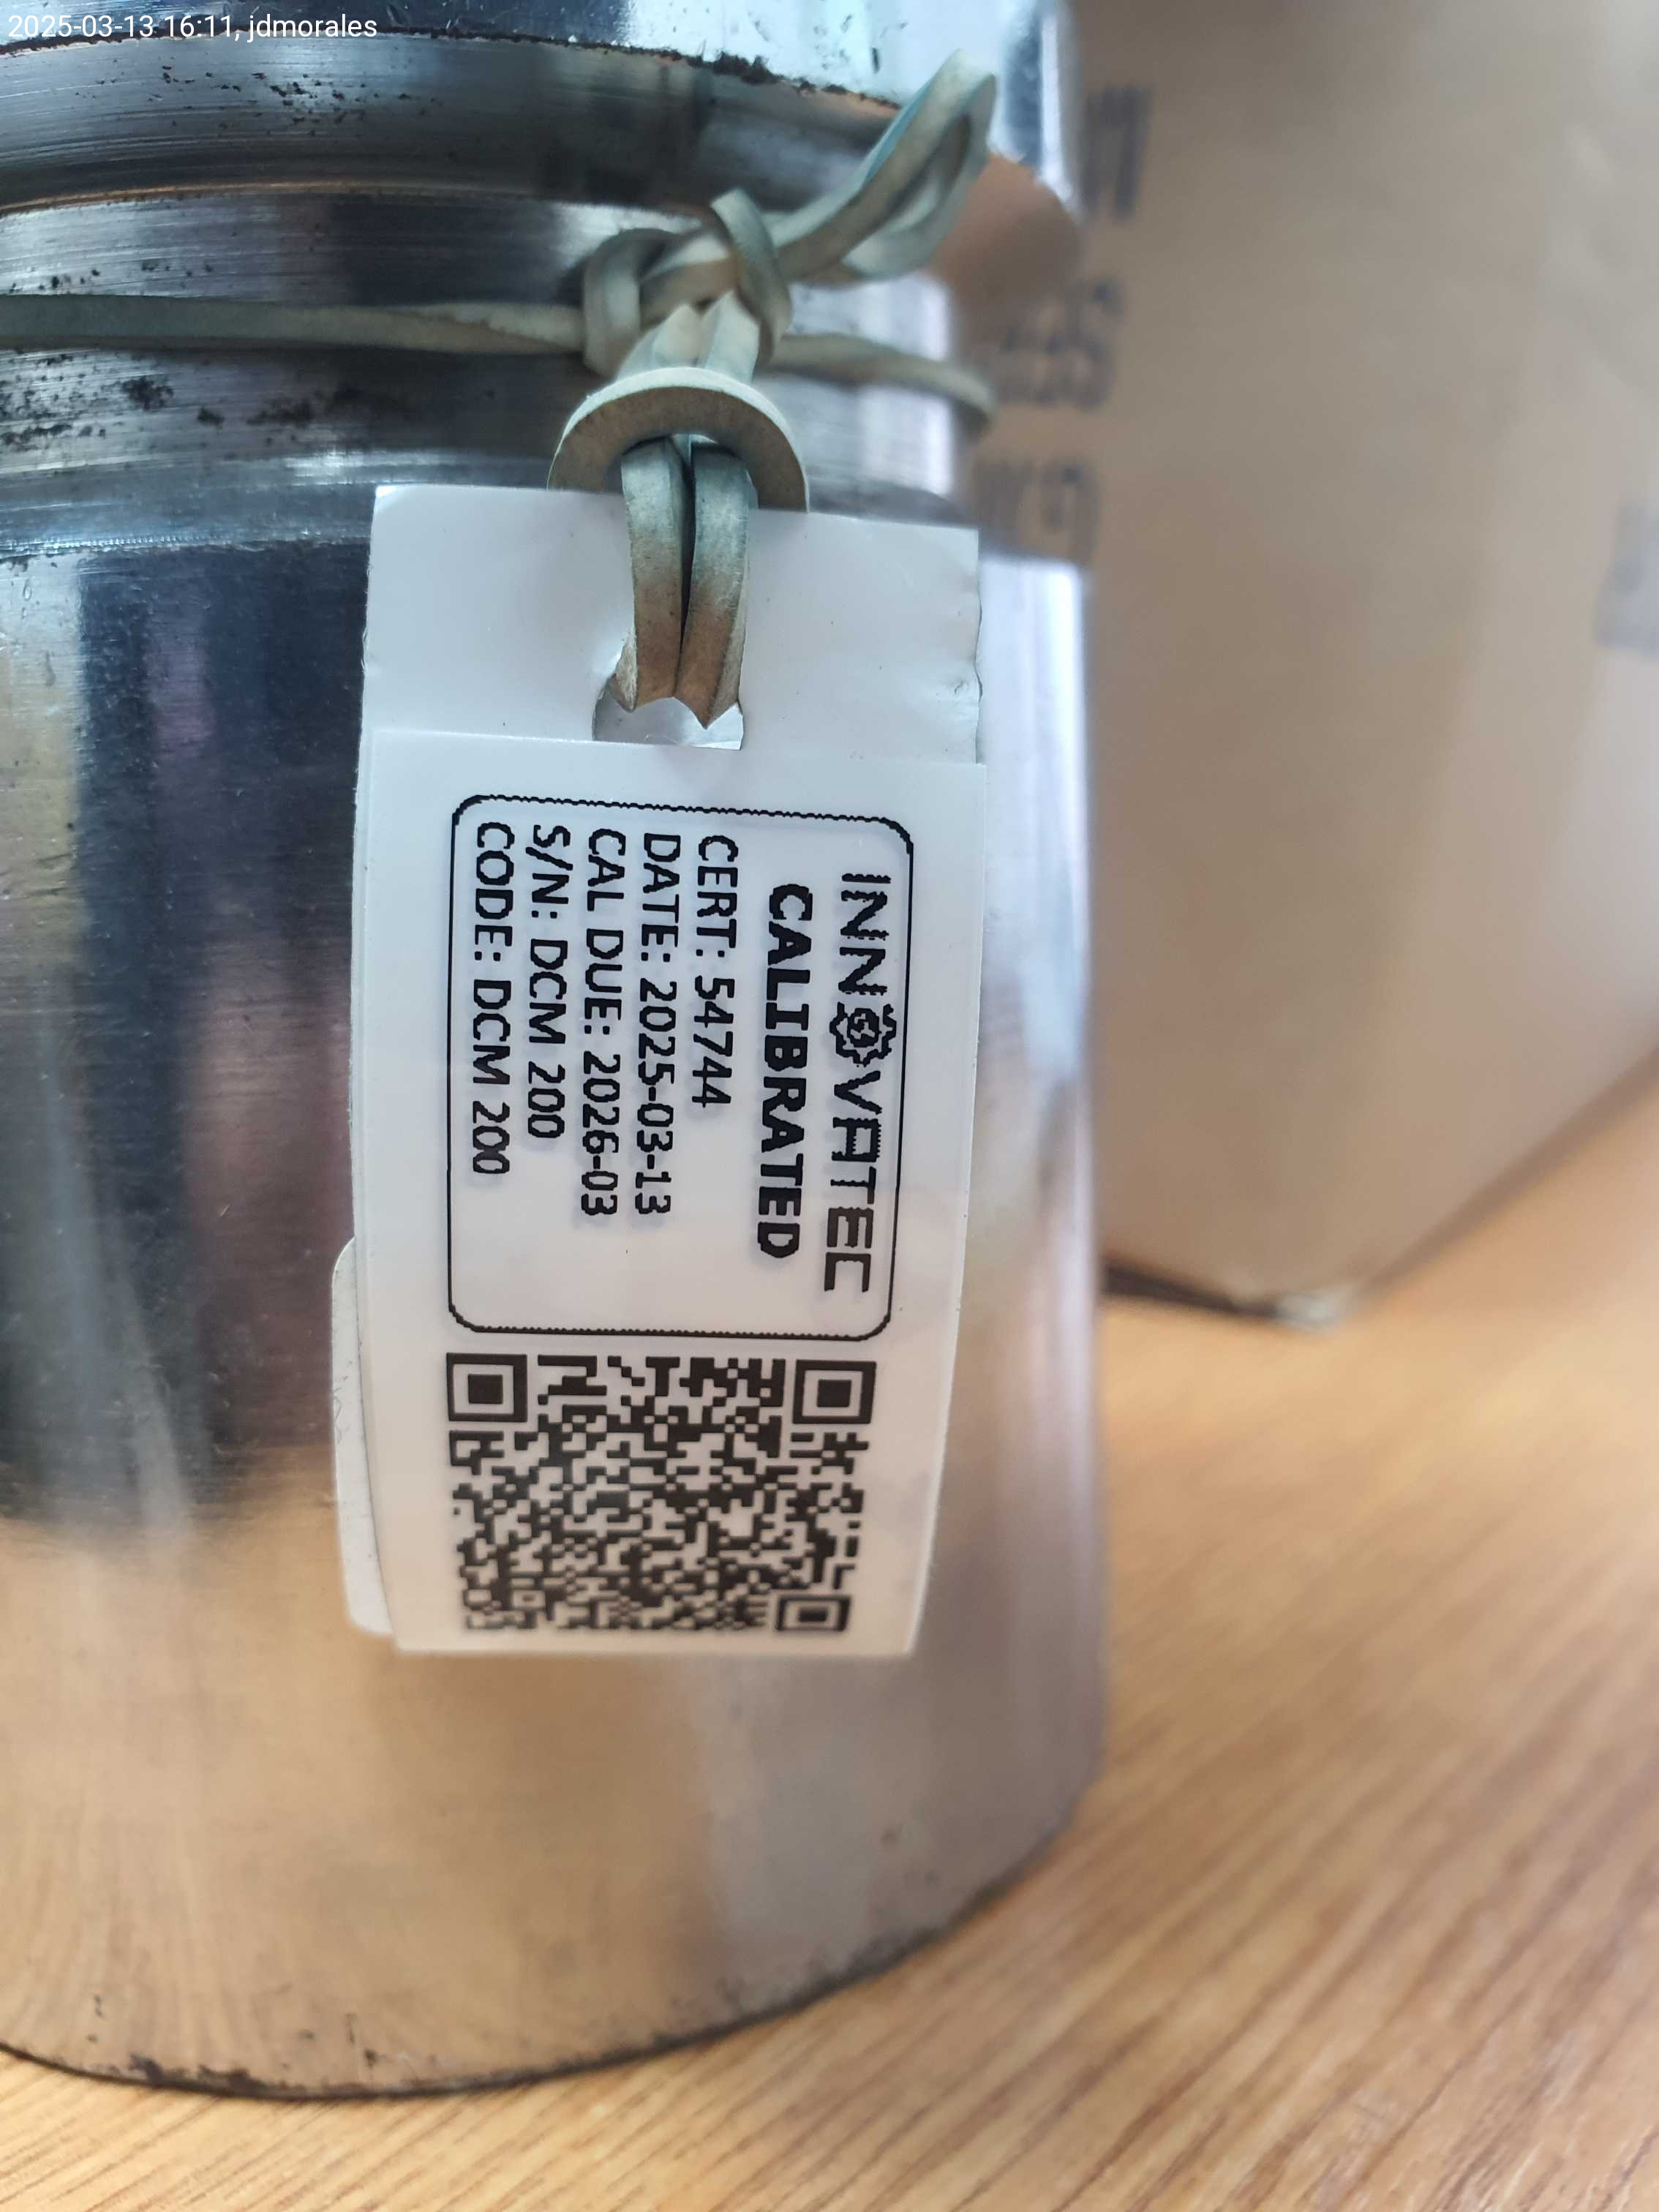 2025-03-13 16:11, jdmorales
INNOVATEC
CALIBRATED
CERT: 54744
DATE: 2025-03-13
CAL DUE: 2026-03
S/N: DCM 200
CODE: DCM 200